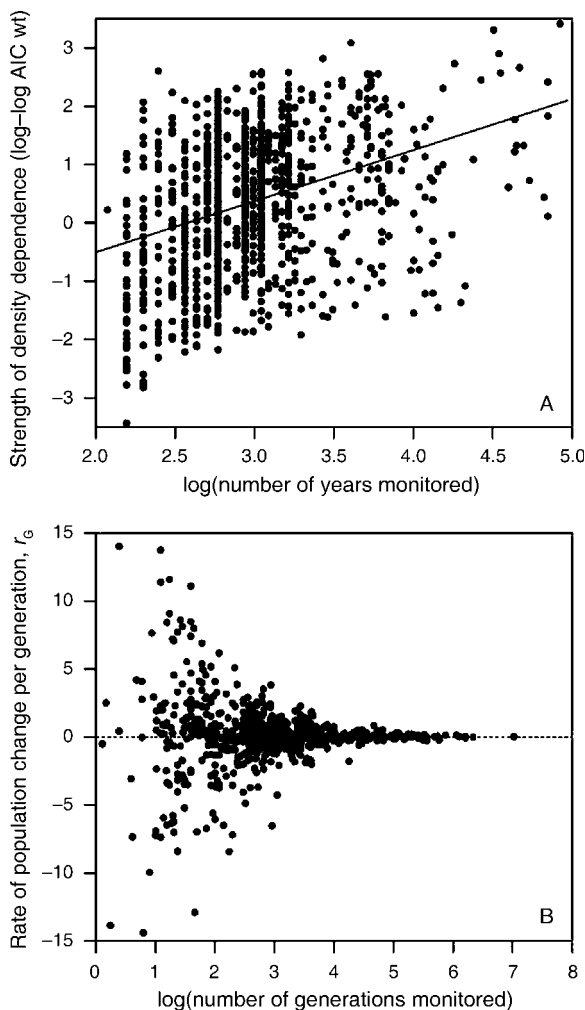 Strength of density dependence (log–log AIC wt)
3
2
1
0
−1
−2
−3
A
2.0 2.5 3.0 3.5 4.0 4.5 5.0
log(number of years monitored)
Rate of population change per generation, rG
15
10
5
0
−5
−10
−15
B
0 1 2 3 4 5 6 7 8
log(number of generations monitored)